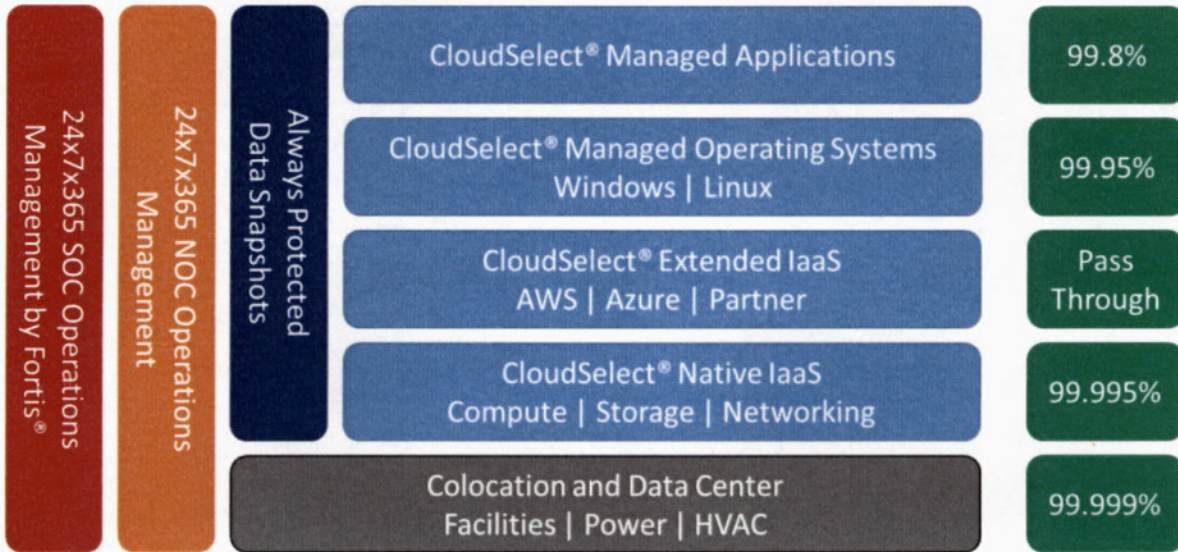 24x7x365 SOC Operations
Management by Fortis®
24x7x365 NOC Operations
Management
Always Protected
Data Snapshots
CloudSelect® Managed Applications
99.8%
CloudSelect® Managed Operating Systems
Windows | Linux
99.95%
CloudSelect® Extended IaaS
AWS | Azure | Partner
Pass
Through
CloudSelect® Native IaaS
Compute | Storage | Networking
99.995%
Colocation and Data Center
Facilities | Power | HVAC
99.999%